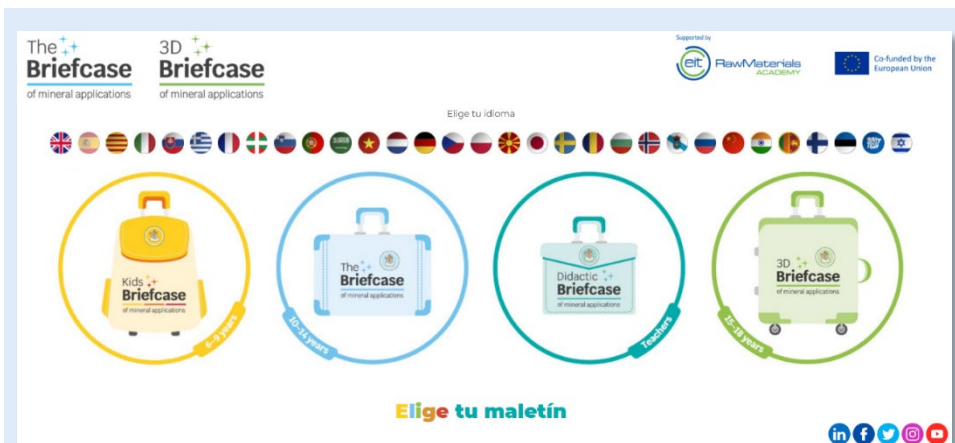 The
Briefcase
of mineral applications
3D
Briefcase
of mineral applications
Supported by
eit RawMaterials
ACADEMY
Co-funded by the
European Union
Elige tu idioma
Kids
Briefcase
of mineral applications
6-9 years
The
Briefcase
of mineral applications
10-14 years
Didactic
Briefcase
of mineral applications
Teachers
3D
Briefcase
of mineral applications
15-18 years
Elige tu maletín
in